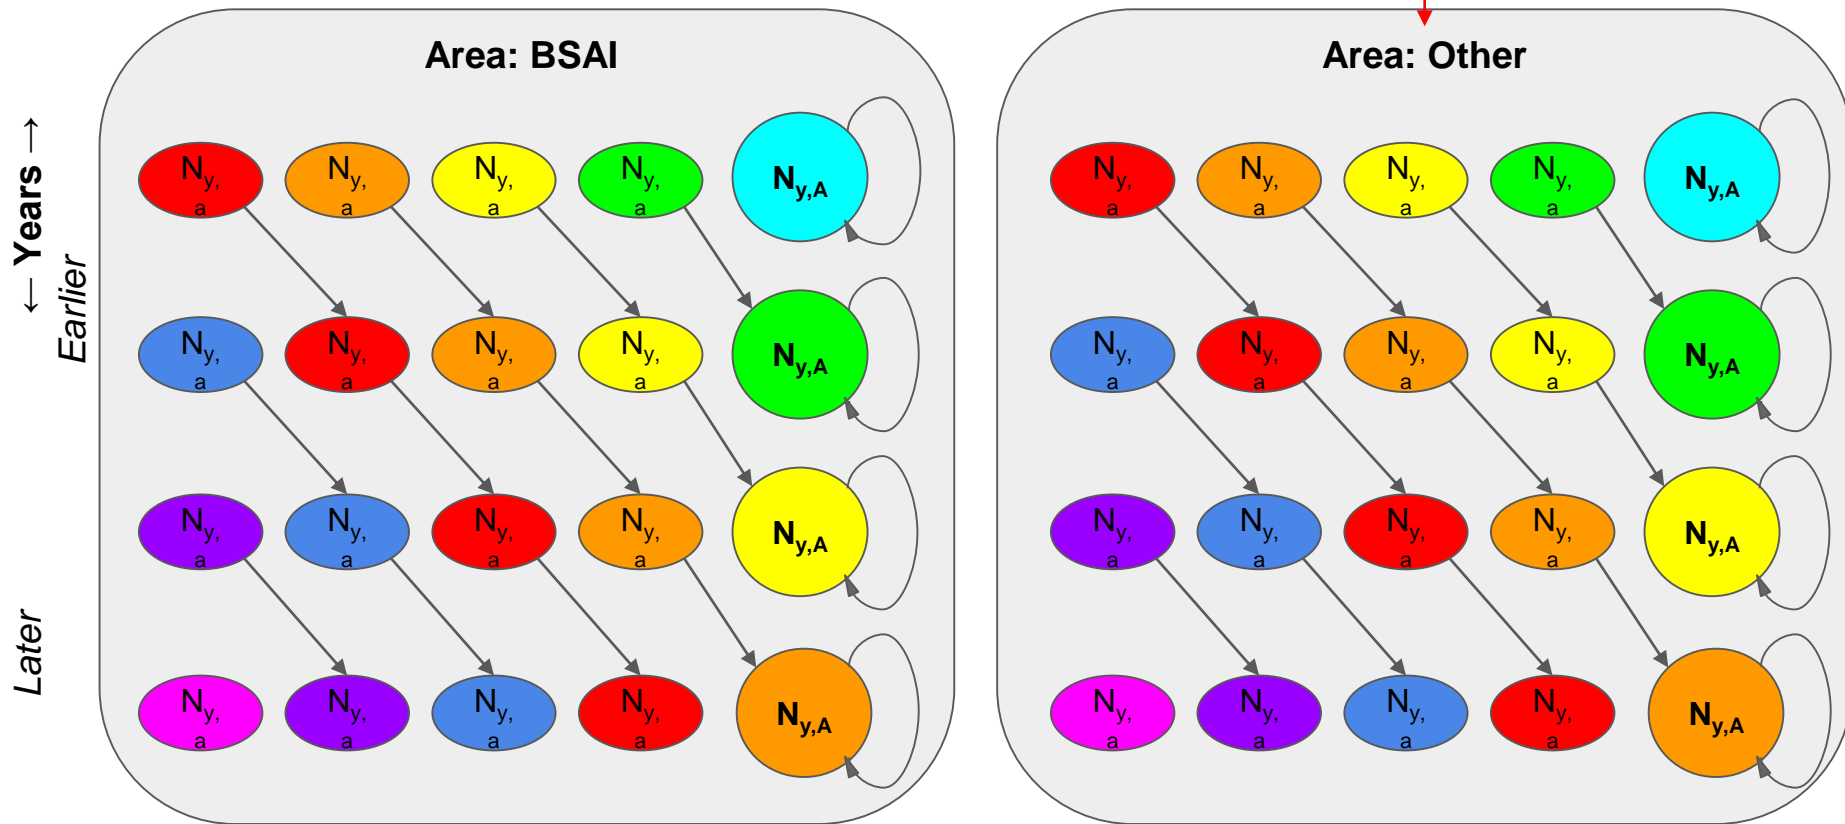 Area: BSAI
Area: Other
← Years →
Earlier
Later
N y, a N y, a N y, a N y, a N y,A
N y, a N y, a N y, a N y, a N y,A
N y, a N y, a N y, a N y, a N y,A
N y, a N y, a N y, a N y, a N y,A
N y, a N y, a N y, a N y, a N y,A
N y, a N y, a N y, a N y, a N y,A
N y, a N y, a N y, a N y, a N y,A
N y, a N y, a N y, a N y, a N y,A